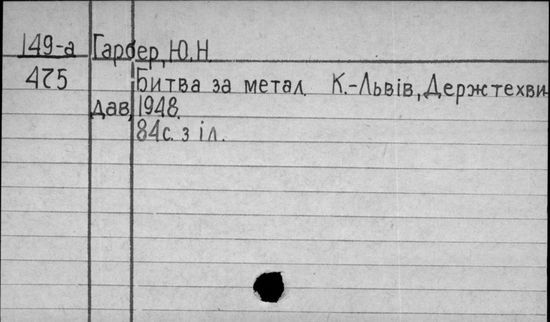 149-а Гарбер, Ю.Н.
475 Битва за метал. К.-Львів, Держтехви-
дав, 1948.
84с. з іл.